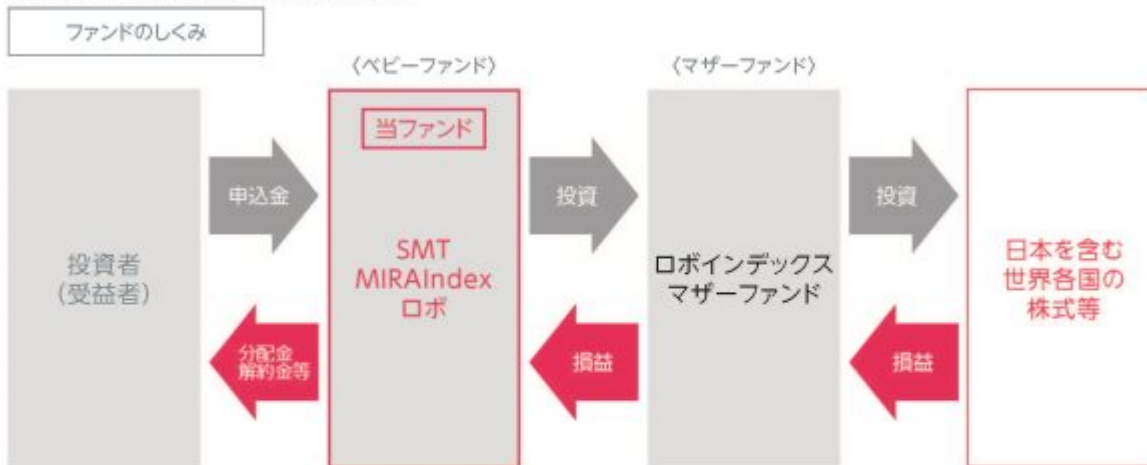 ファンドのしくみ
〈ベビーファンド〉
〈マザーファンド〉
投資者
(受益者)
申込金
分配金
解約金等
当ファンド
SMT
MIRAIndex
ロボ
投資
損益
ロボインデックス
マザーファンド
投資
損益
日本を含む
世界各国の
株式等